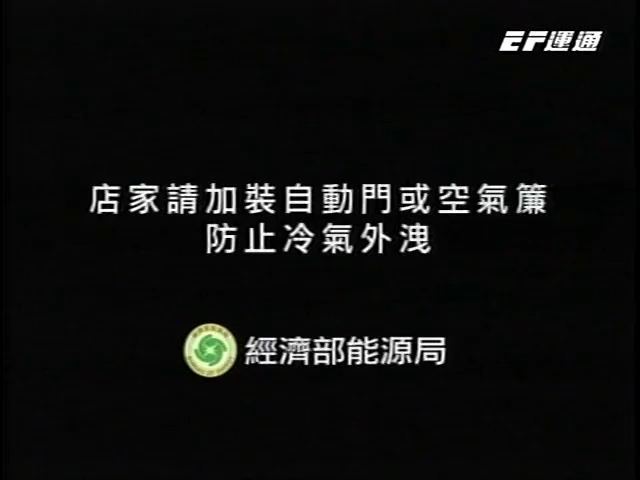 EF運通
店家請加裝自動門或空氣簾
防止冷氣外洩
經濟部能源局